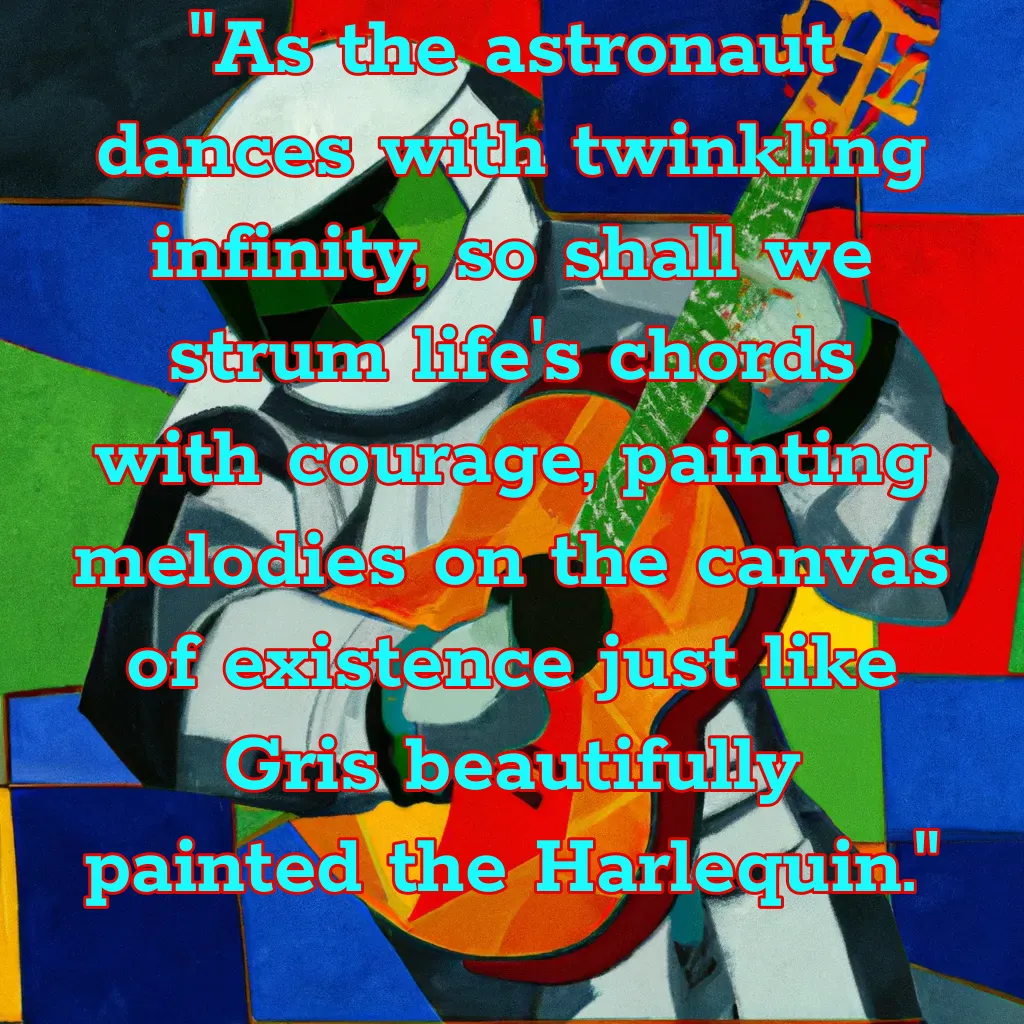 "As the astronaut
dances with twinkling
infinity, so shall we
strum life's chords
with courage, painting
melodies on the canvas
of existence just like
Gris beautifully
painted the Harlequin."